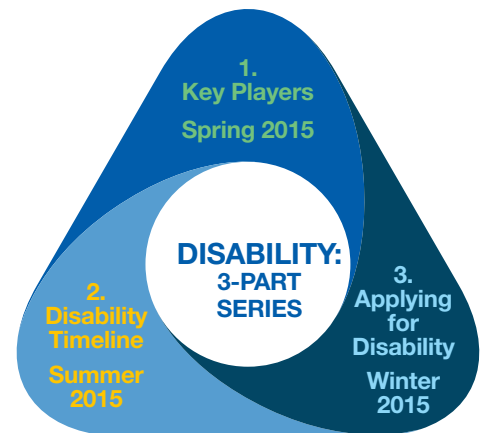 1.
Key Players
Spring 2015
DISABILITY:
3-PART
SERIES
2.
Disability
Timeline
Summer
2015
3.
Applying
for
Disability
Winter
2015